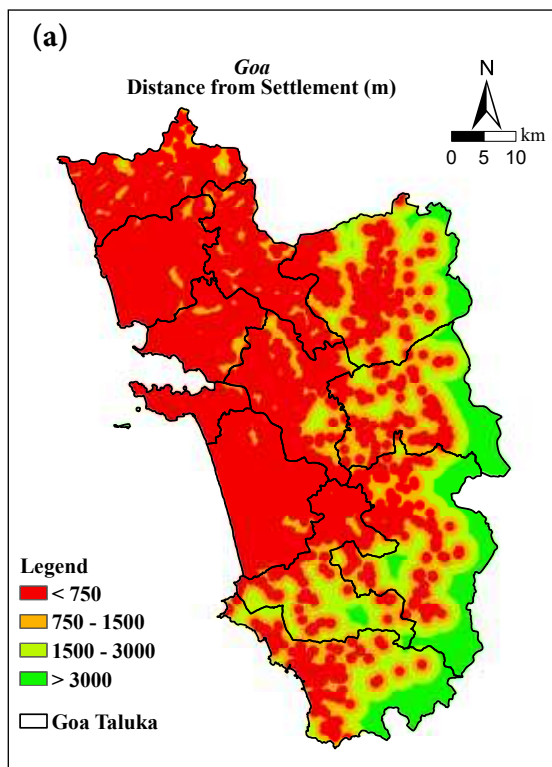 (a)
Goa
Distance from Settlement (m)
N
km
0 5 10
Legend
< 750
750 - 1500
1500 - 3000
> 3000
Goa Taluka